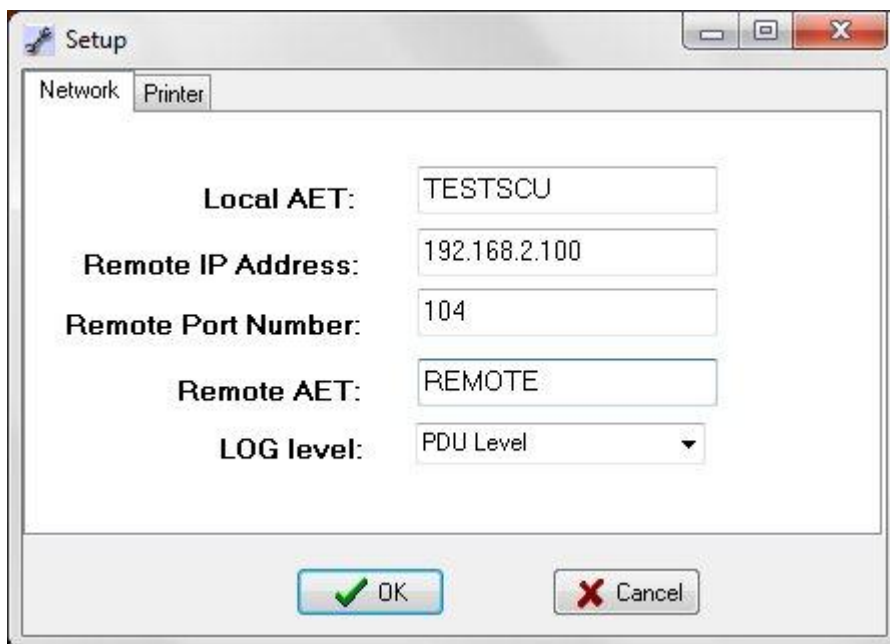 Setup
Network Printer
Local AET: TESTSCU
Remote IP Address: 192.168.2.100
Remote Port Number: 104
Remote AET: REMOTE
LOG level: PDU Level
OK Cancel